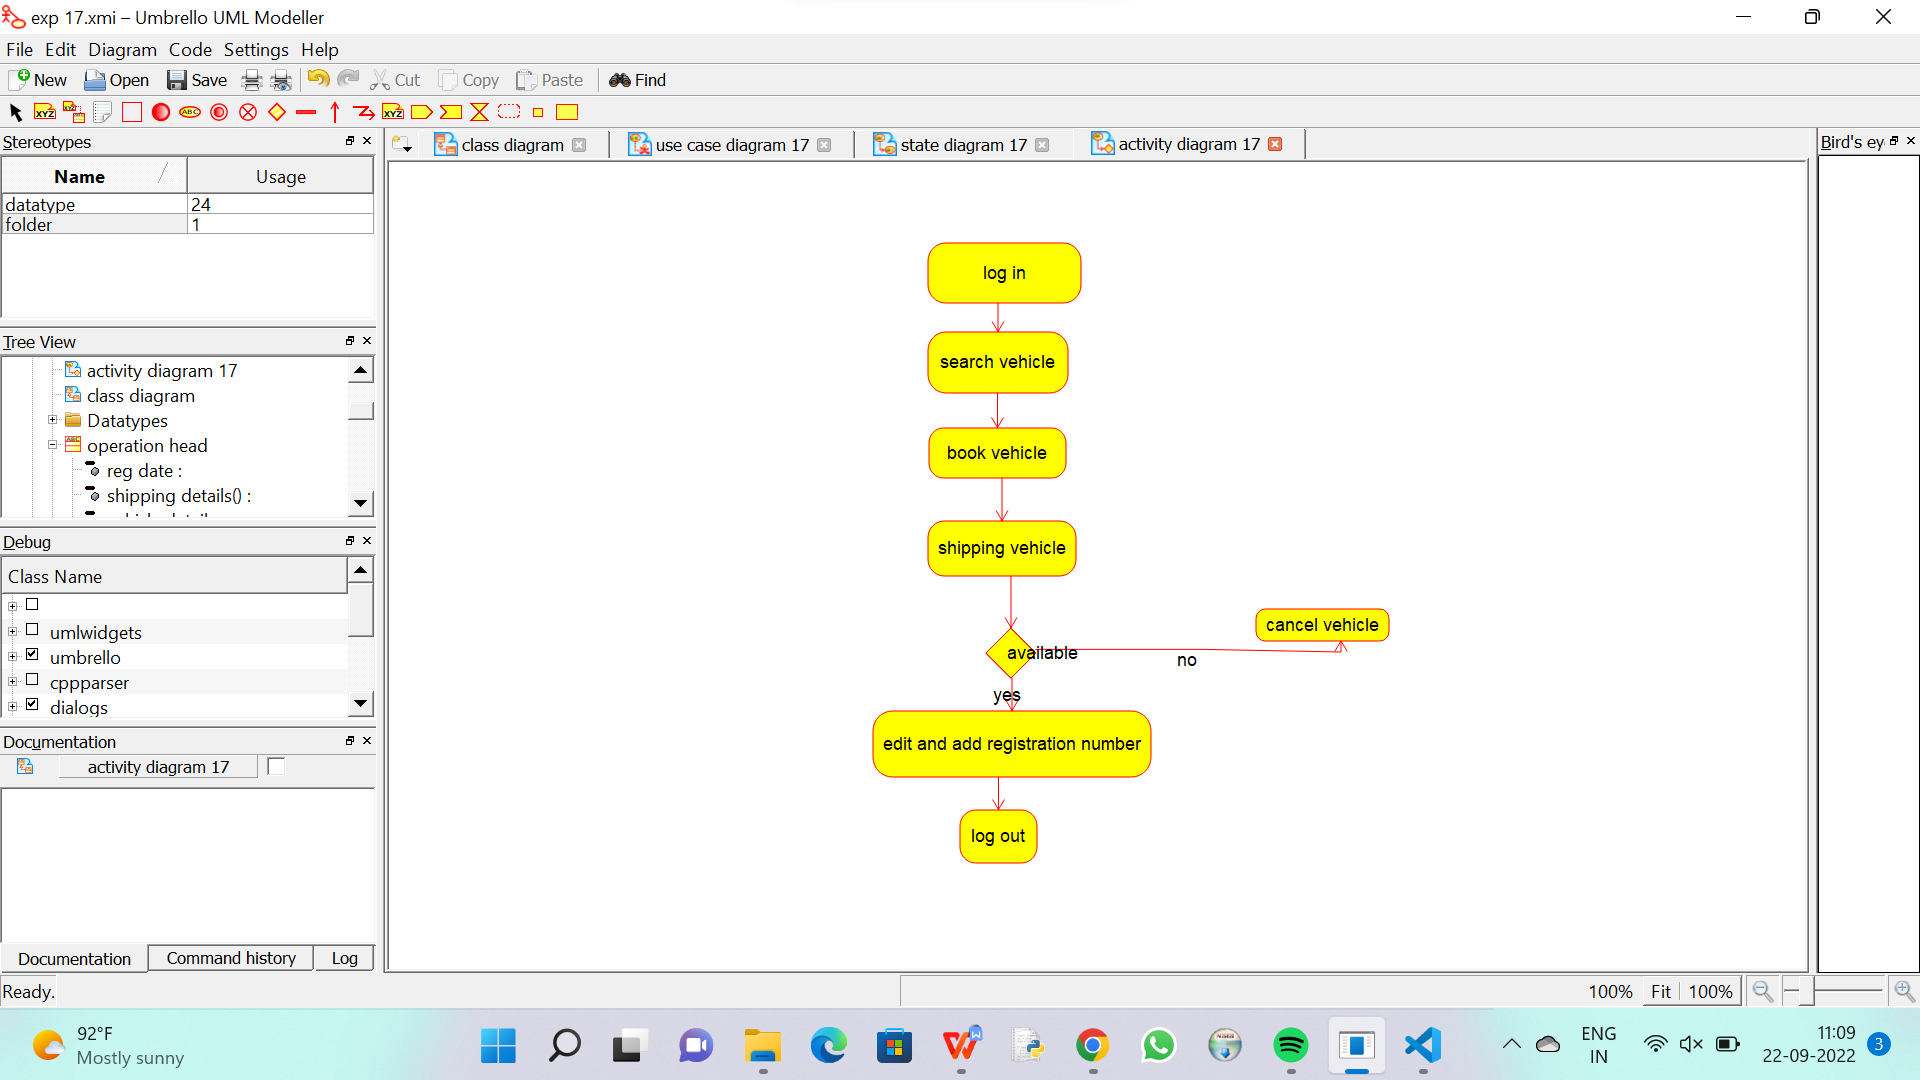 exp 17.xmi – Umbrello UML Modeller
File Edit Diagram Code Settings Help
New Open Save Cut Copy Paste Find
XYZ XYZ ABC XYZ
Stereotypes
Name Usage
datatype 24
folder 1
Tree View
activity diagram 17
class diagram
Datatypes
operation head
reg date :
shipping details() :
Debug
Class Name
umlwidgets
umbrello
cppparser
dialogs
Documentation
activity diagram 17
Documentation Command history Log
Ready.
class diagram use case diagram 17 state diagram 17 activity diagram 17
log in
search vehicle
book vehicle
shipping vehicle
cancel vehicle
available
no
yes
edit and add registration number
log out
Bird's ey
100% Fit 100%
92°F
Mostly sunny
ENG
IN
11:09
22-09-2022
3